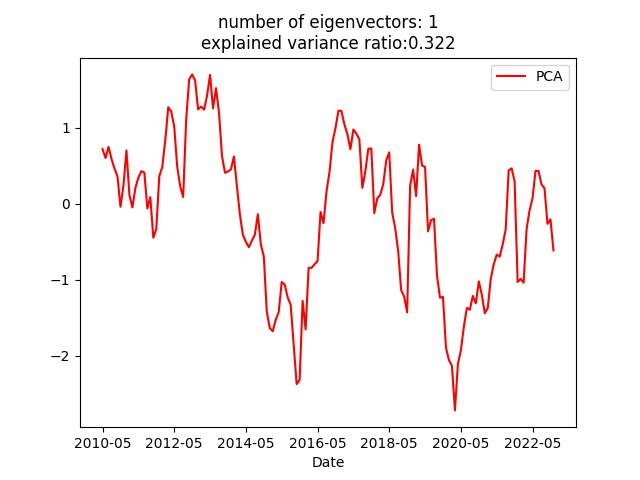 number of eigenvectors: 1
explained variance ratio:0.322
PCA
1
0
−1
−2
2010-05 2012-05 2014-05 2016-05 2018-05 2020-05 2022-05
Date